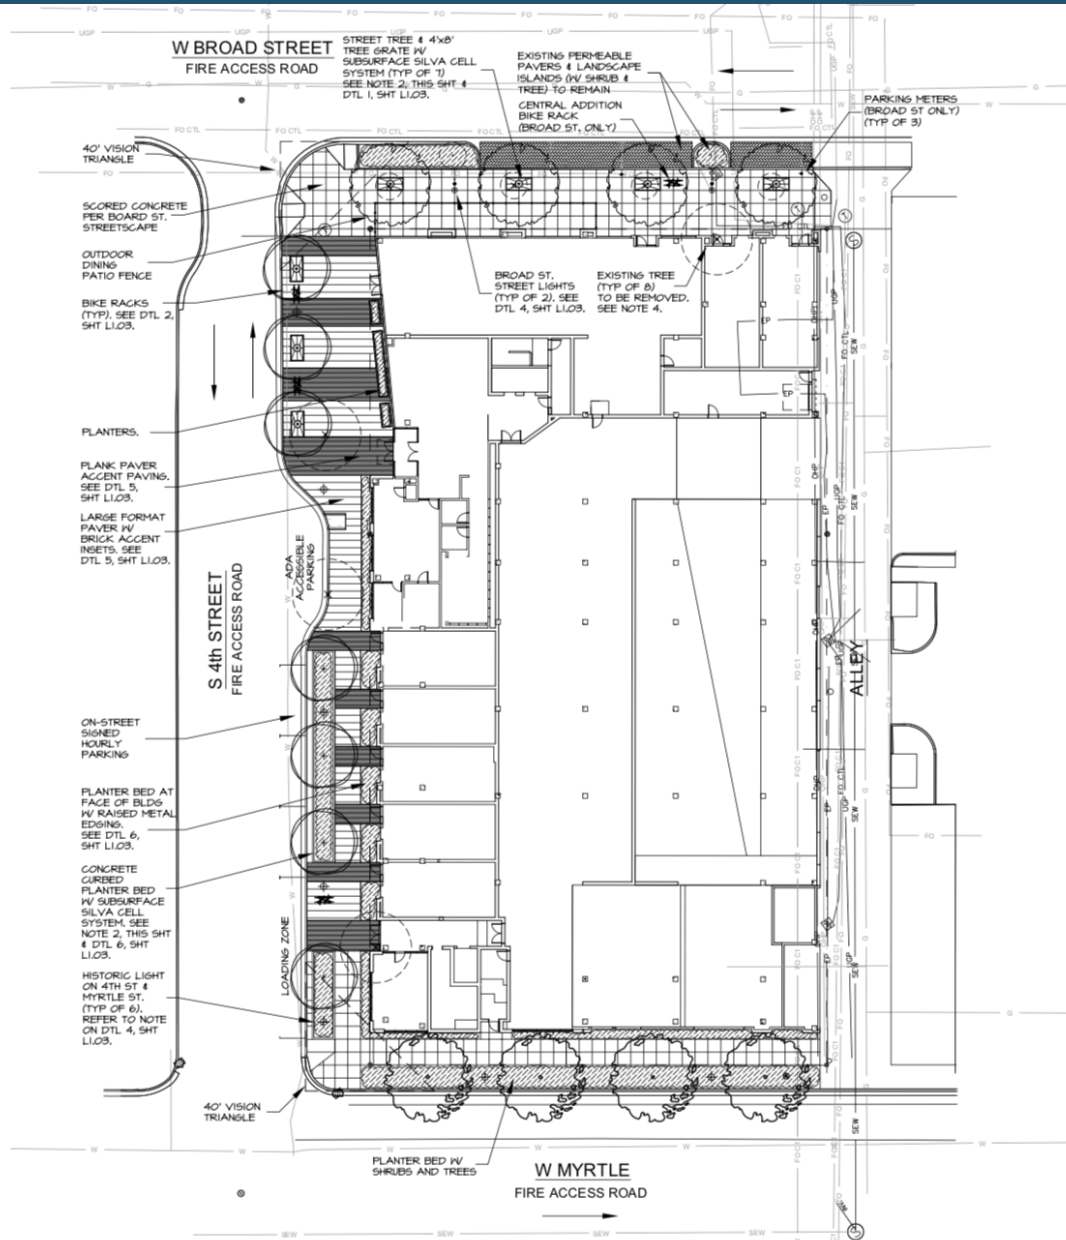 W BROAD STREET
FIRE ACCESS ROAD
STREET TREE & 4'x8'
TREE GRATE W/
SUBSURFACE SILVA CELL
SYSTEM (TYP OF 7)
SEE NOTE 2, THIS SHT &
DTL 1, SHT L1.03.
EXISTING PERMEABLE
PAVERS & LANDSCAPE
ISLANDS (W/ SHRUB &
TREE) TO REMAIN
CENTRAL ADDITION
BIKE RACK
(BROAD ST. ONLY)
PARKING METERS
(BROAD ST ONLY)
(TYP OF 3)
40' VISION
TRIANGLE
SCORED CONCRETE
PER BOARD ST.
STREETSCAPE
OUTDOOR
DINING
PATIO FENCE
BIKE RACKS
(TYP). SEE DTL 2,
SHT L1.03.
BROAD ST.
STREET LIGHTS
(TYP OF 2). SEE
DTL 4, SHT L1.03.
EXISTING TREE
(TYP OF 8)
TO BE REMOVED.
SEE NOTE 4.
PLANTERS.
PLANK PAVER
ACCENT PAVING.
SEE DTL 5,
SHT L1.03.
LARGE FORMAT
PAVER W/
BRICK ACCENT
INSETS. SEE
DTL 5, SHT L1.03.
ADA
ACCESSIBLE
PARKING
S 4th STREET
FIRE ACCESS ROAD
ALLEY
ON-STREET
SIGNED
HOURLY
PARKING
PLANTER BED AT
FACE OF BLDG
W/ RAISED METAL
EDGING.
SEE DTL 6,
SHT L1.03.
CONCRETE
CURBED
PLANTER BED
W/ SUBSURFACE
SILVA CELL
SYSTEM. SEE
NOTE 2, THIS SHT
& DTL 6, SHT
L1.03.
LOADING ZONE
HISTORIC LIGHT
ON 4TH ST &
MYRTLE ST.
(TYP OF 6).
REFER TO NOTE
ON DTL 4, SHT
L1.03.
40' VISION
TRIANGLE
PLANTER BED W/
SHRUBS AND TREES
W MYRTLE
FIRE ACCESS ROAD